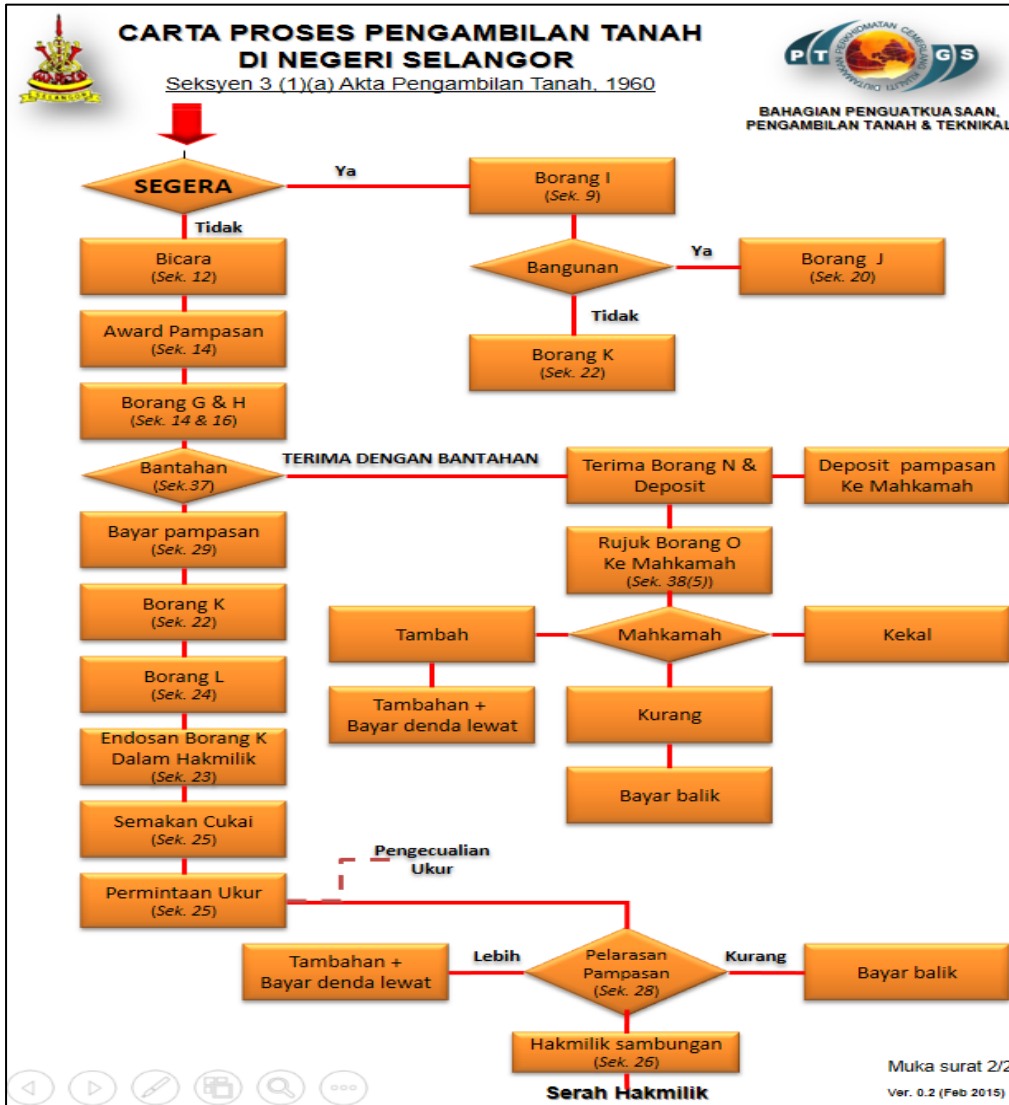 CARTA PROSES PENGAMBILAN TANAH
DI NEGERI SELANGOR
Seksyen 3 (1)(a) Akta Pengambilan Tanah, 1960
SELANGOR
PERKHIDMATAN CEMERLANG KUALITI DIUTAMAKAN
P T G S
BAHAGIAN PENGUATKUASAAN,
PENGAMBILAN TANAH & TEKNIKAL
SEGERA
Ya
Borang I
(Sek. 9)
Tidak
Bicara
(Sek. 12)
Bangunan
Ya
Borang J
(Sek. 20)
Tidak
Award Pampasan
(Sek. 14)
Borang K
(Sek. 22)
Borang G & H
(Sek. 14 & 16)
Bantahan
(Sek.37)
TERIMA DENGAN BANTAHAN
Terima Borang N &
Deposit
Deposit pampasan
Ke Mahkamah
Bayar pampasan
(Sek. 29)
Rujuk Borang O
Ke Mahkamah
(Sek. 38(5))
Borang K
(Sek. 22)
Tambah
Mahkamah
Kekal
Borang L
(Sek. 24)
Tambahan +
Bayar denda lewat
Kurang
Endosan Borang K
Dalam Hakmilik
(Sek. 23)
Bayar balik
Semakan Cukai
(Sek. 25)
Pengecualian
Ukur
Permintaan Ukur
(Sek. 25)
Tambahan +
Bayar denda lewat
Lebih
Pelarasan
Pampasan
(Sek. 28)
Kurang
Bayar balik
Hakmilik sambungan
(Sek. 26)
Serah Hakmilik
Muka surat 2/2
Ver. 0.2 (Feb 2015)